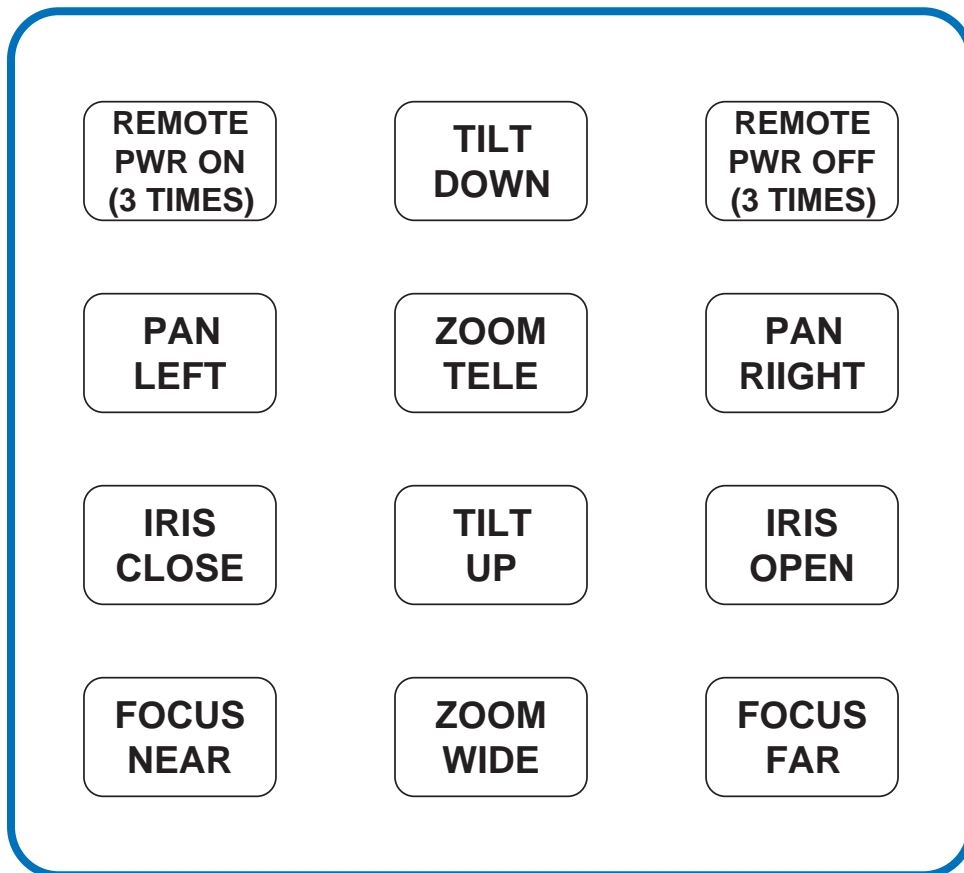 REMOTE
PWR ON
(3 TIMES)
TILT
DOWN
REMOTE
PWR OFF
(3 TIMES)
PAN
LEFT
ZOOM
TELE
PAN
RIIGHT
IRIS
CLOSE
TILT
UP
IRIS
OPEN
FOCUS
NEAR
ZOOM
WIDE
FOCUS
FAR